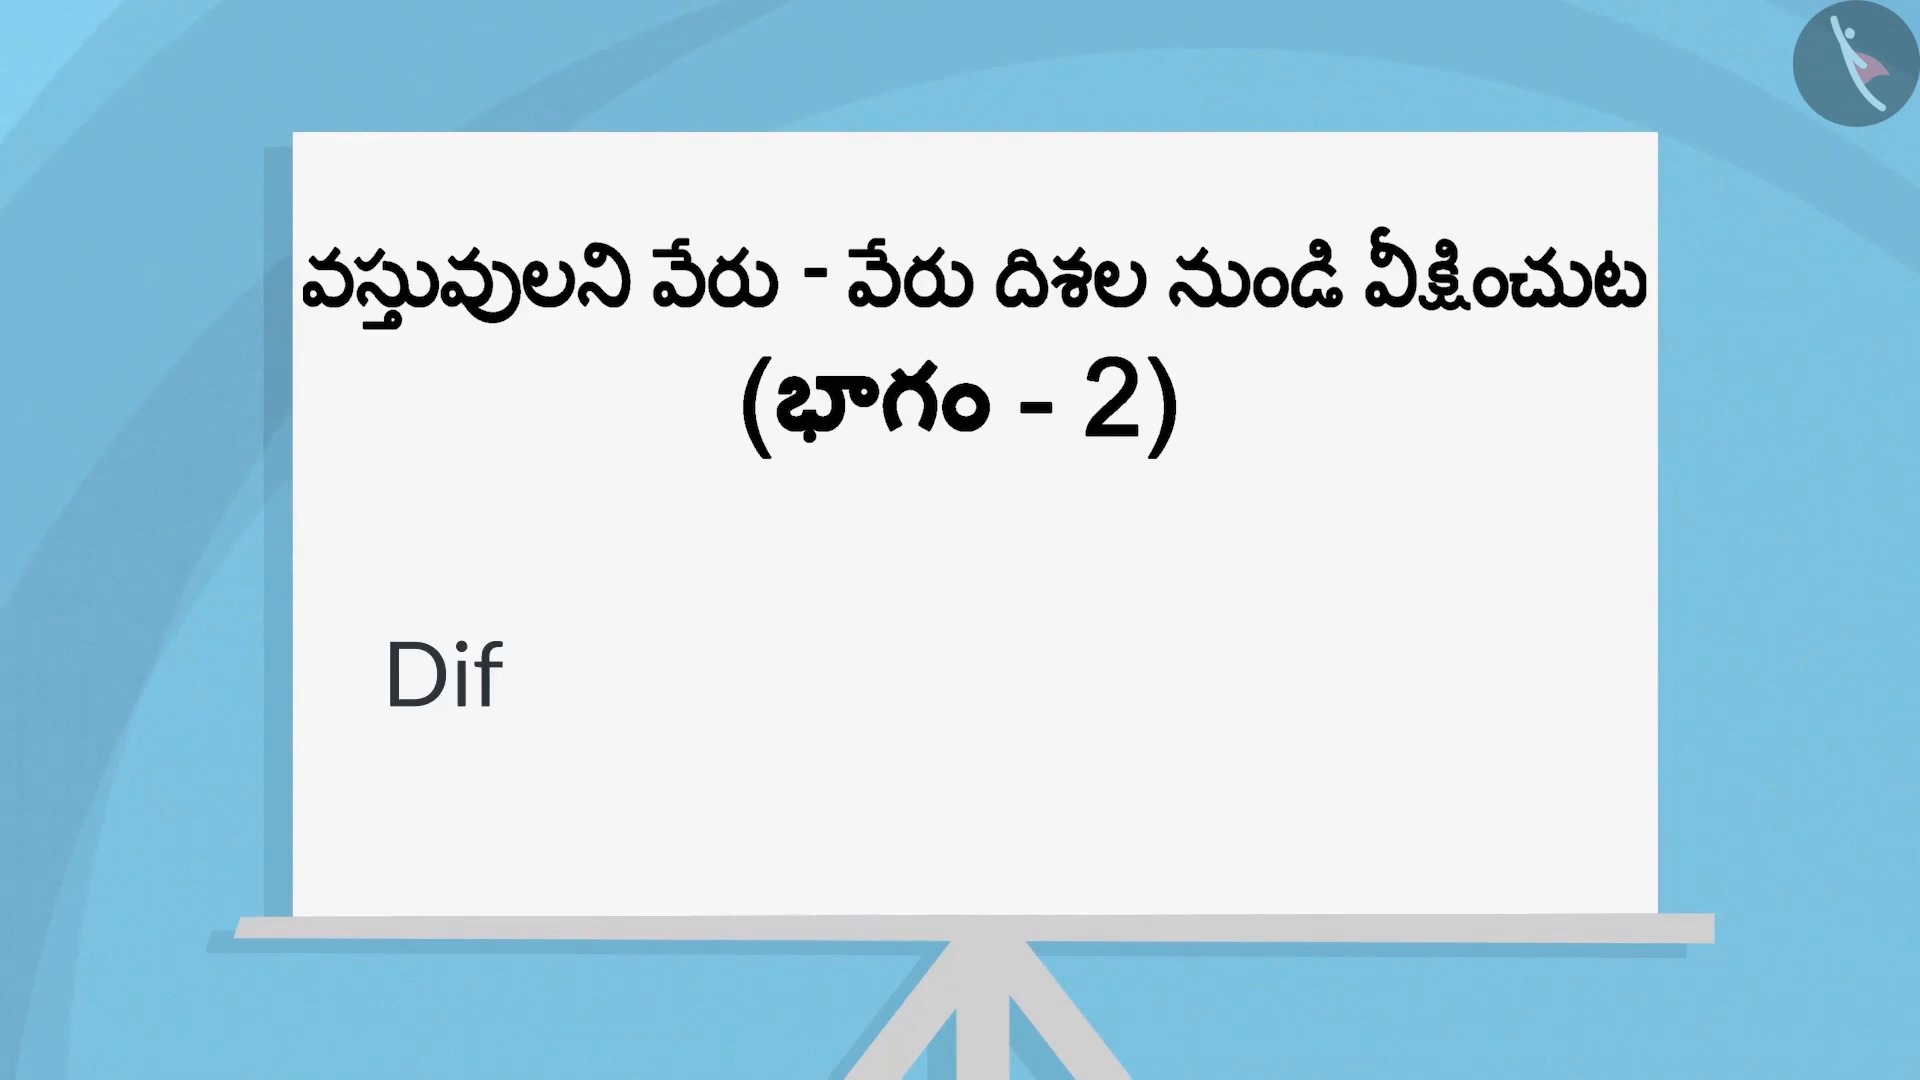 వస్తువులని వేరు - వేరు దిశల నుండి వీక్షించుట
(భాగం - 2)
Dif